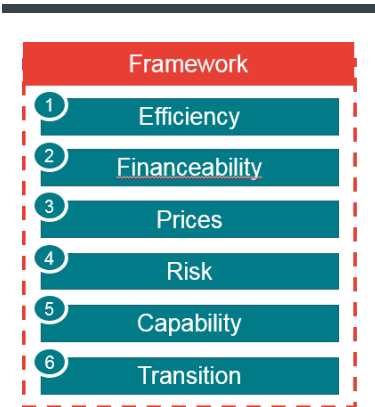 Framework
1
Efficiency
2
Financeability
3
Prices
4
Risk
5
Capability
6
Transition